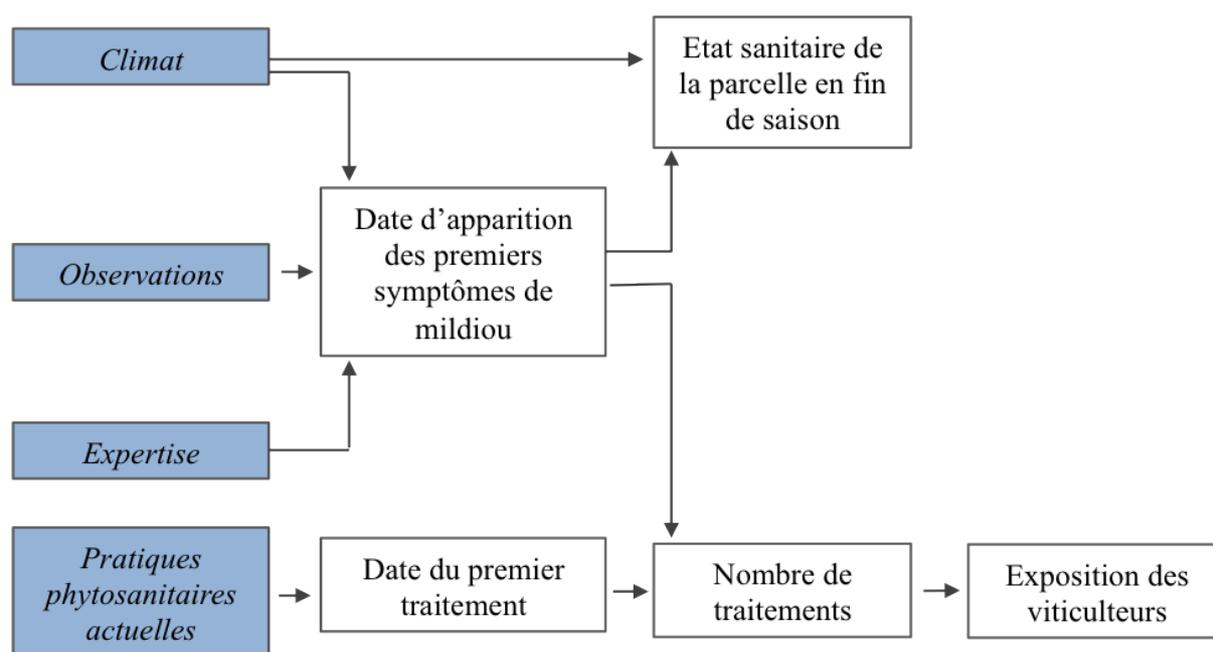 Climat
Etat sanitaire de
la parcelle en fin
de saison
Observations
Date d’apparition
des premiers
symptômes de
mildiou
Expertise
Pratiques
phytosanitaires
actuelles
Date du premier
traitement
Nombre de
traitements
Exposition des
viticulteurs